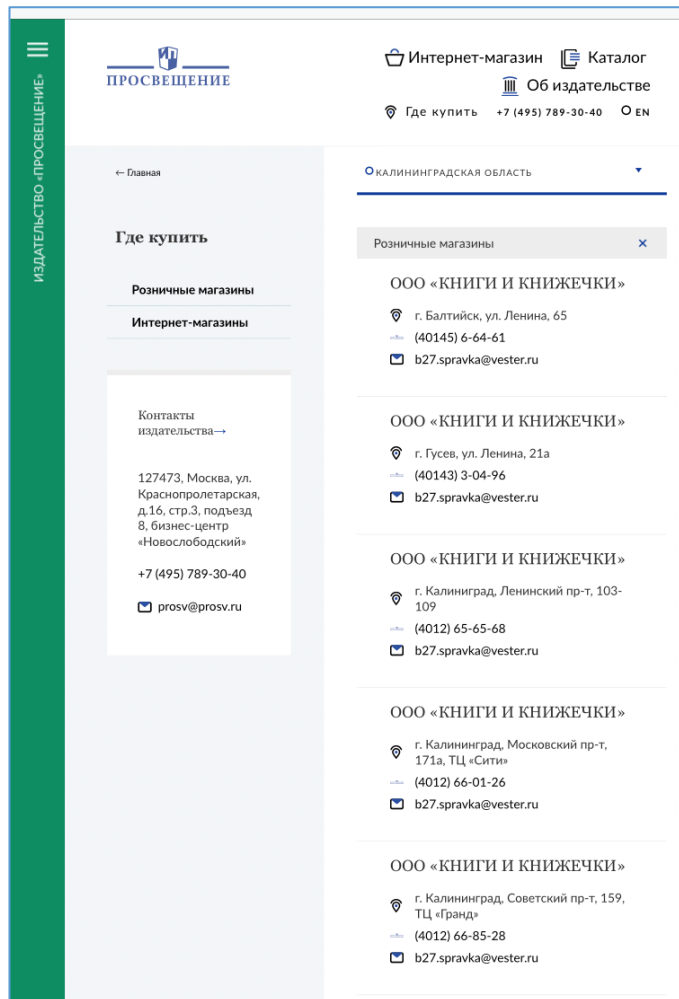 ИЗДАТЕЛЬСТВО «ПРОСВЕЩЕНИЕ»
ИП
ПРОСВЕЩЕНИЕ
Интернет-магазин Каталог
Об издательстве
Где купить +7 (495) 789-30-40 EN
← Главная
Где купить
Розничные магазины
Интернет-магазины
Контакты
издательства→
127473, Москва, ул.
Краснопролетарская,
д.16, стр.3, подъезд
8, бизнес-центр
«Новослободский»
+7 (495) 789-30-40
prosv@prosv.ru
КАЛИНИНГРАДСКАЯ ОБЛАСТЬ
Розничные магазины ×
ООО «КНИГИ И КНИЖЕЧКИ»
г. Балтийск, ул. Ленина, 65
(40145) 6-64-61
b27.spravka@vester.ru
ООО «КНИГИ И КНИЖЕЧКИ»
г. Гусев, ул. Ленина, 21а
(40143) 3-04-96
b27.spravka@vester.ru
ООО «КНИГИ И КНИЖЕЧКИ»
г. Калиниград, Ленинский пр-т, 103-
109
(4012) 65-65-68
b27.spravka@vester.ru
ООО «КНИГИ И КНИЖЕЧКИ»
г. Калининград, Московский пр-т,
171а, ТЦ «Сити»
(4012) 66-01-26
b27.spravka@vester.ru
ООО «КНИГИ И КНИЖЕЧКИ»
г. Калининград, Советский пр-т, 159,
ТЦ «Гранд»
(4012) 66-85-28
b27.spravka@vester.ru